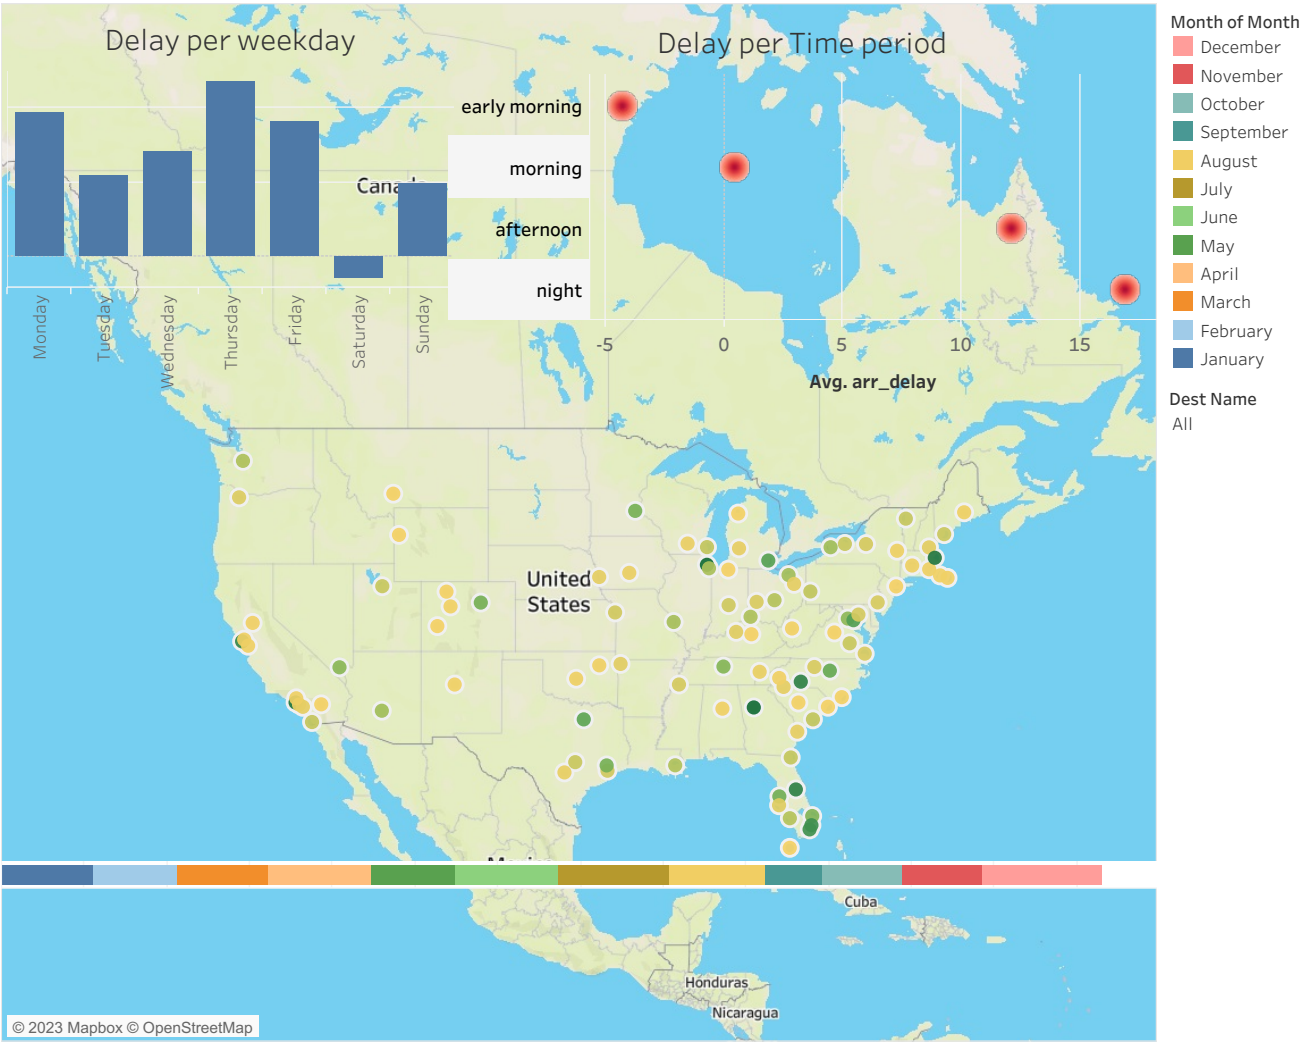 Delay per weekday
Delay per Time period
Month of Month
December
November
October
September
August
July
June
May
April
March
February
January
Dest Name
All
early morning
morning
afternoon
night
Monday
Tuesday
Wednesday
Thursday
Friday
Saturday
Sunday
-5 0 5 10 15
Avg. arr_delay
United
States
Cuba
Honduras
Nicaragua
© 2023 Mapbox © OpenStreetMap